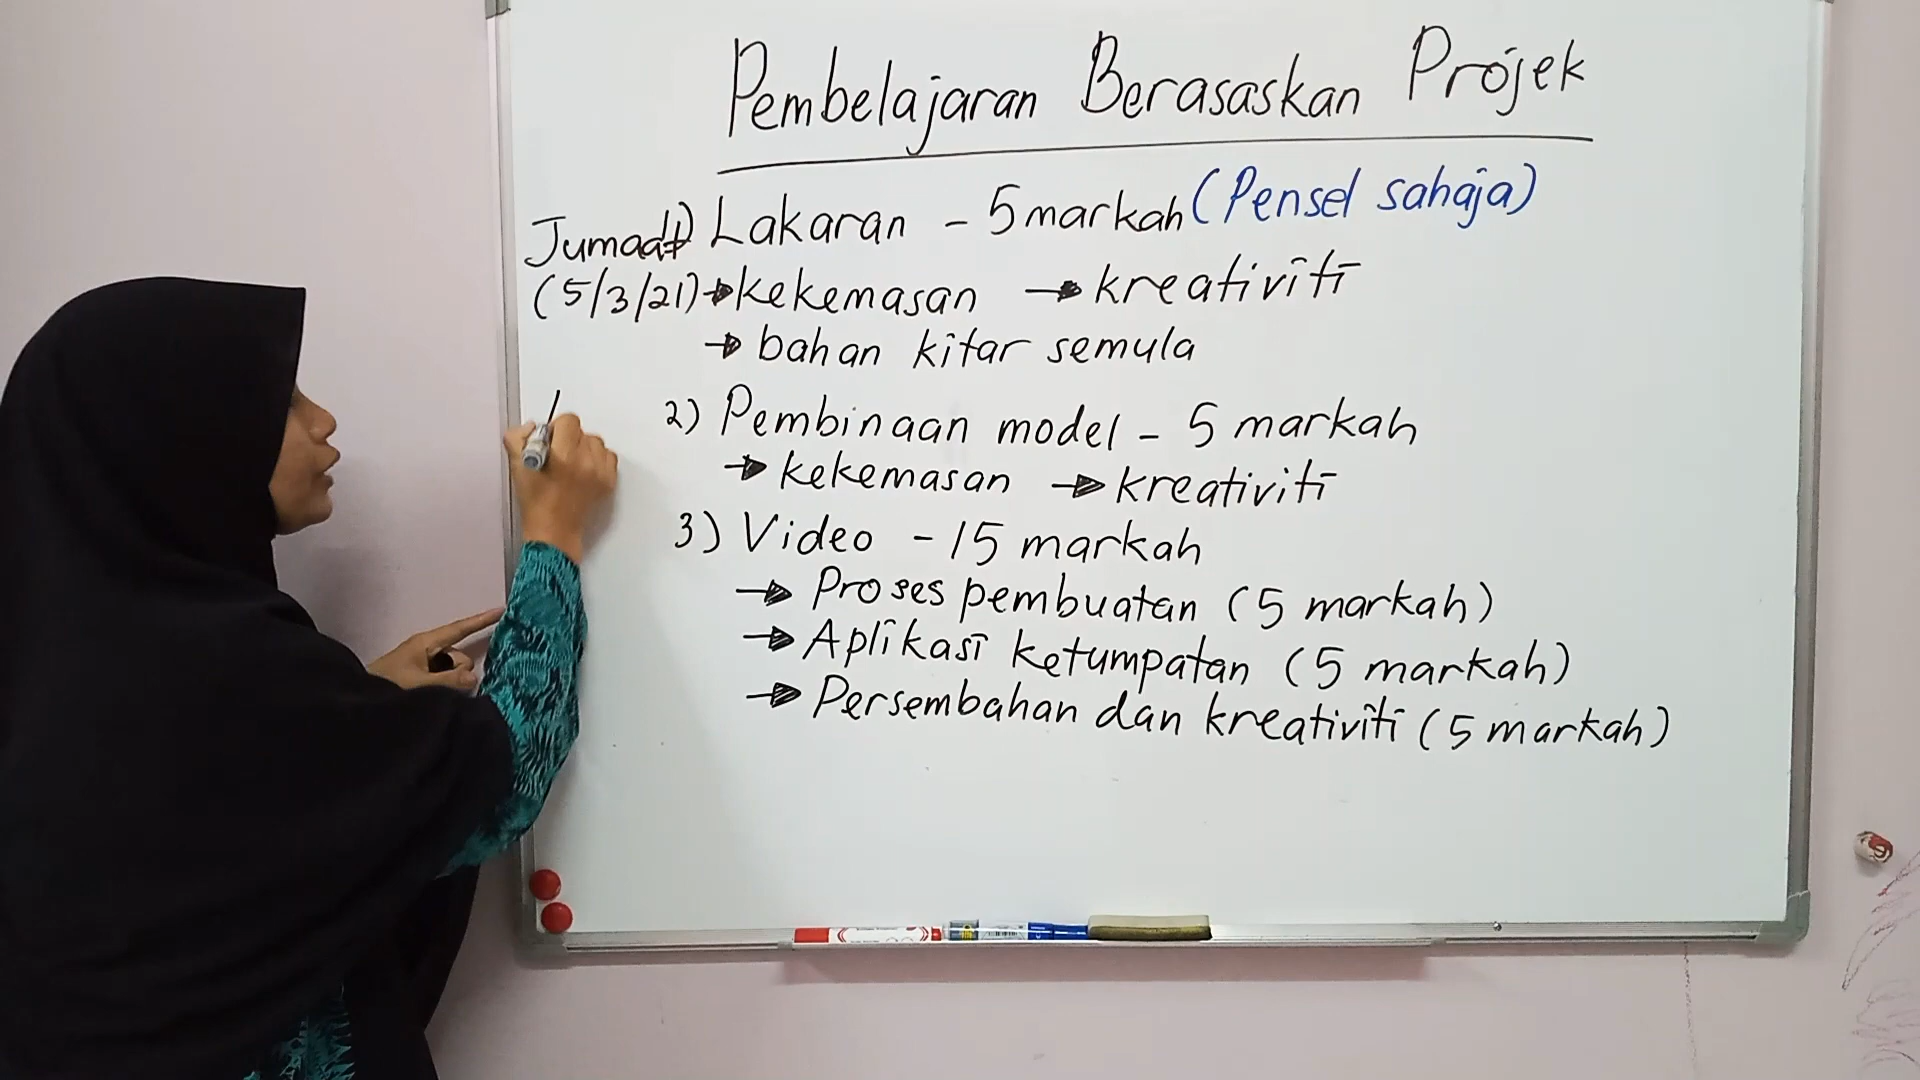 Pembelajaran Berasaskan Projek
Jumaat 1) Lakaran - 5 markah (Pensel sahaja)
(5/3/21) → kekemasan → kreativiti
→ bahan kitar semula
2) Pembinaan model - 5 markah
→ kekemasan → kreativiti
3) Video - 15 markah
→ Proses pembuatan (5 markah)
→ Aplikasi ketumpatan (5 markah)
→ Persembahan dan kreativiti (5 markah)